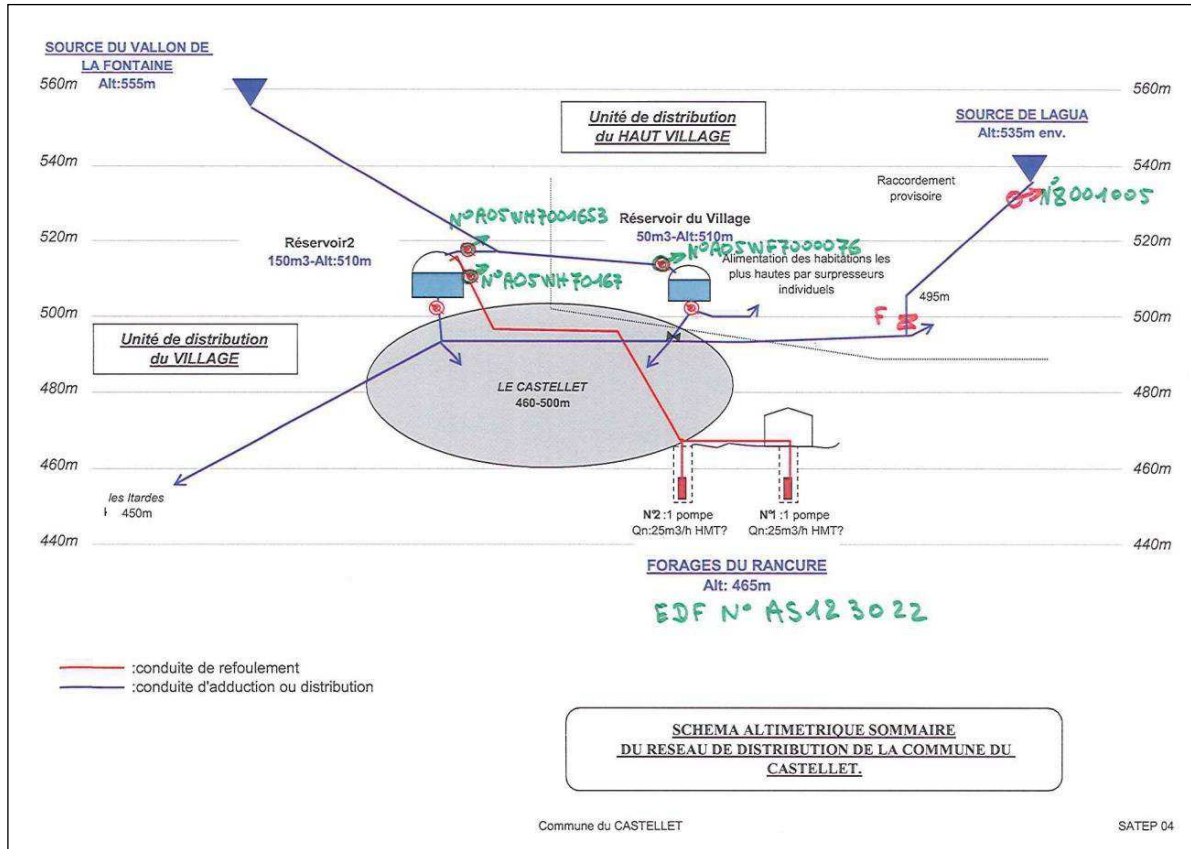 SOURCE DU VALLON DE
LA FONTAINE
Alt:555m
560m
560m
Unité de distribution
du HAUT VILLAGE
SOURCE DE LAGUA
Alt:535m env.
540m
540m
Raccordement
provisoire
N°8001005
N°A05WH7001653
Réservoir du Village
50m3-Alt:510m
520m
520m
Réservoir2
150m3-Alt:510m
N°A05WF7000076
N°A05WH70167
Alimentation des habitations les
plus hautes par surpresseurs
individuels
495m
500m
500m
F
Unité de distribution
du VILLAGE
LE CASTELLET
460-500m
480m
480m
460m
460m
les Itardes
450m
N°2 :1 pompe
Qn:25m3/h HMT?
N°1 :1 pompe
Qn:25m3/h HMT?
440m
440m
FORAGES DU RANCURE
Alt: 465m
EDF N° AS123022
:conduite de refoulement
:conduite d'adduction ou distribution
SCHEMA ALTIMETRIQUE SOMMAIRE
DU RESEAU DE DISTRIBUTION DE LA COMMUNE DU
CASTELLET.
Commune du CASTELLET
SATEP 04